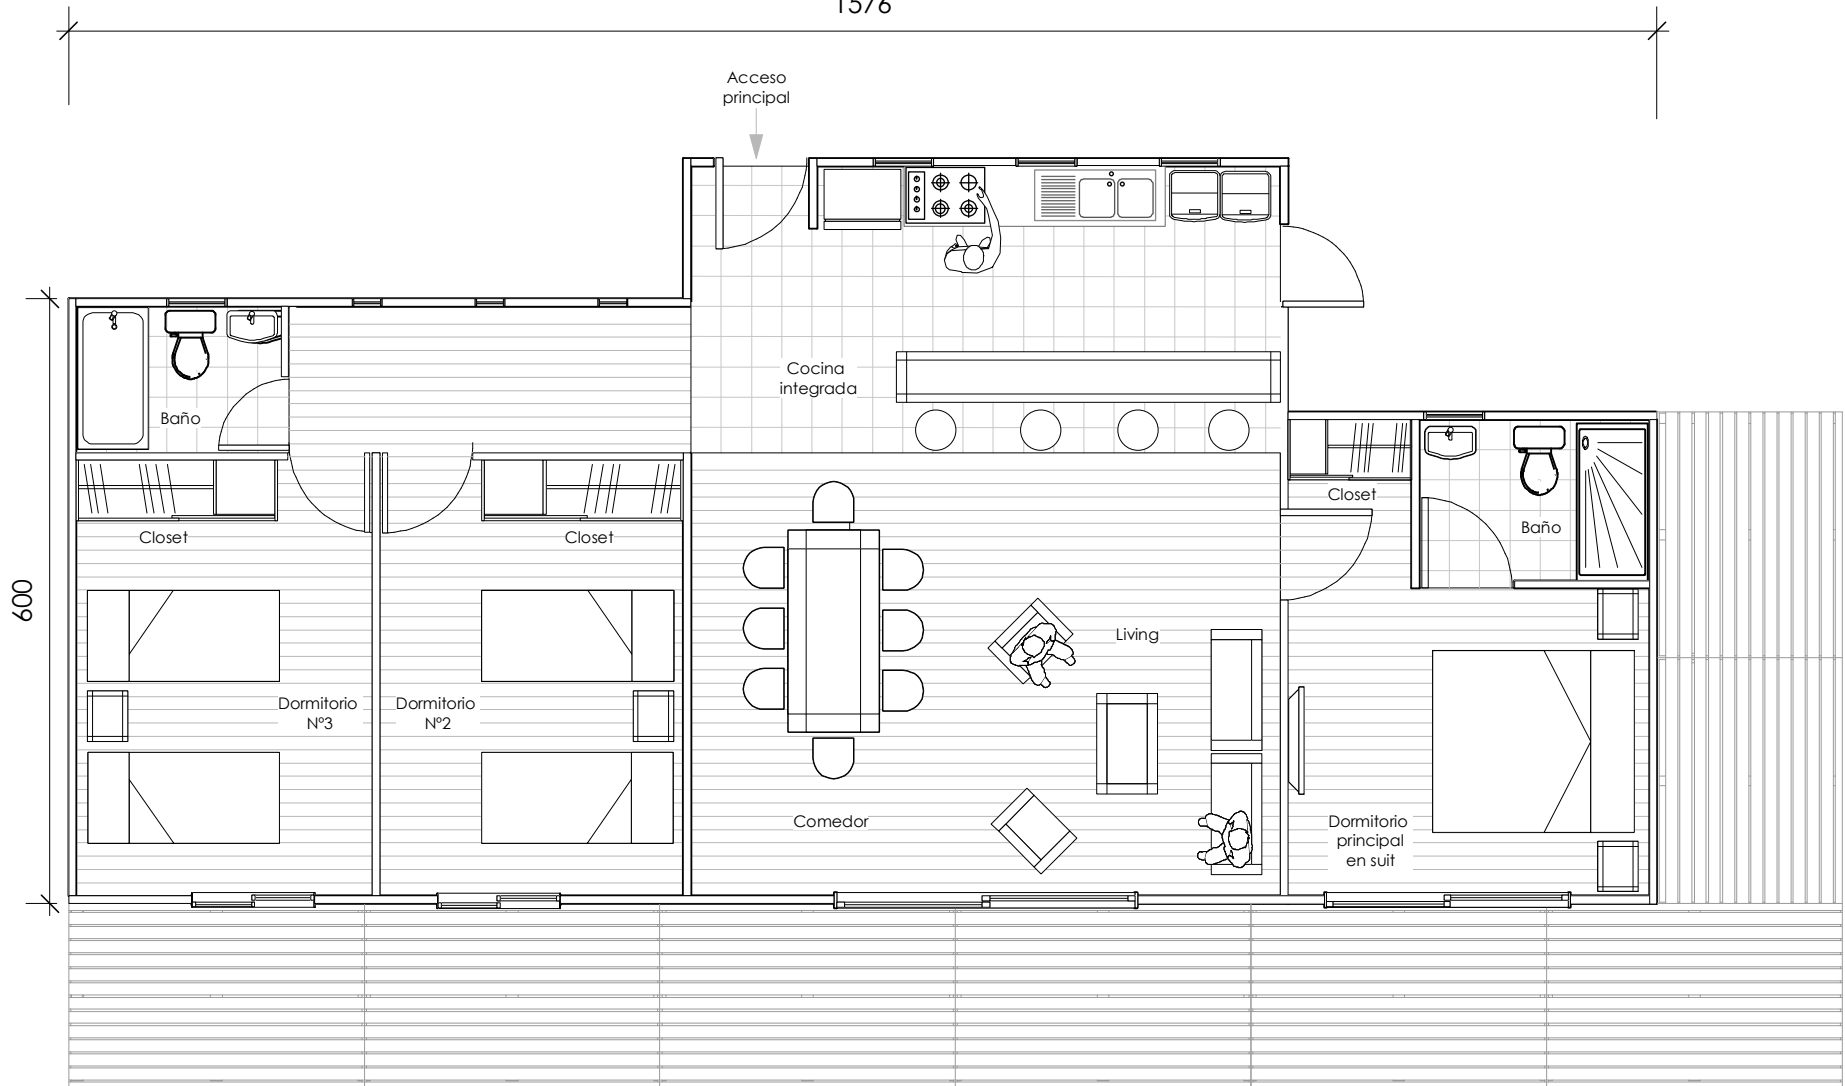 1576
Acceso
principal
Cocina
integrada
Baño
Closet
Closet
Closet
Baño
600
Living
Dormitorio
Nº3
Dormitorio
Nº2
Comedor
Dormitorio
principal
en suit